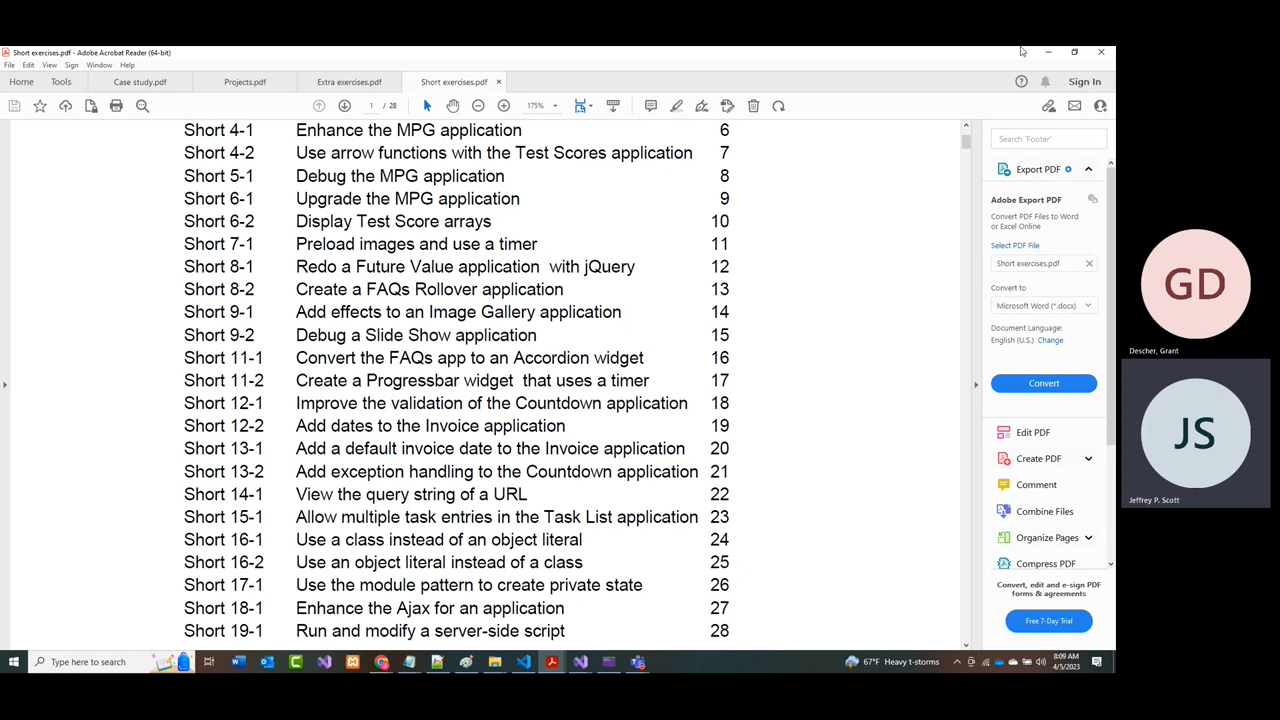 Short exercises.pdf - Adobe Acrobat Reader (64-bit)
File Edit View Sign Window Help
Home Tools Case study.pdf Projects.pdf Extra exercises.pdf Short exercises.pdf × Sign In
1 / 28 175%
Short 4-1 Enhance the MPG application 6
Short 4-2 Use arrow functions with the Test Scores application 7
Short 5-1 Debug the MPG application 8
Short 6-1 Upgrade the MPG application 9
Short 6-2 Display Test Score arrays 10
Short 7-1 Preload images and use a timer 11
Short 8-1 Redo a Future Value application with jQuery 12
Short 8-2 Create a FAQs Rollover application 13
Short 9-1 Add effects to an Image Gallery application 14
Short 9-2 Debug a Slide Show application 15
Short 11-1 Convert the FAQs app to an Accordion widget 16
Short 11-2 Create a Progressbar widget that uses a timer 17
Short 12-1 Improve the validation of the Countdown application 18
Short 12-2 Add dates to the Invoice application 19
Short 13-1 Add a default invoice date to the Invoice application 20
Short 13-2 Add exception handling to the Countdown application 21
Short 14-1 View the query string of a URL 22
Short 15-1 Allow multiple task entries in the Task List application 23
Short 16-1 Use a class instead of an object literal 24
Short 16-2 Use an object literal instead of a class 25
Short 17-1 Use the module pattern to create private state 26
Short 18-1 Enhance the Ajax for an application 27
Short 19-1 Run and modify a server-side script 28
Search 'Footer'
Export PDF
Adobe Export PDF
Convert PDF Files to Word
or Excel Online
Select PDF File
Short exercises.pdf
Convert to
Microsoft Word (*.docx)
Document Language:
English (U.S.) Change
Convert
Edit PDF
Create PDF
Comment
Combine Files
Organize Pages
Compress PDF
Convert, edit and e-sign PDF
forms & agreements
Free 7-Day Trial
GD
Descher, Grant
JS
Jeffrey P. Scott
Type here to search
67°F Heavy t-storms
8:09 AM
4/5/2023